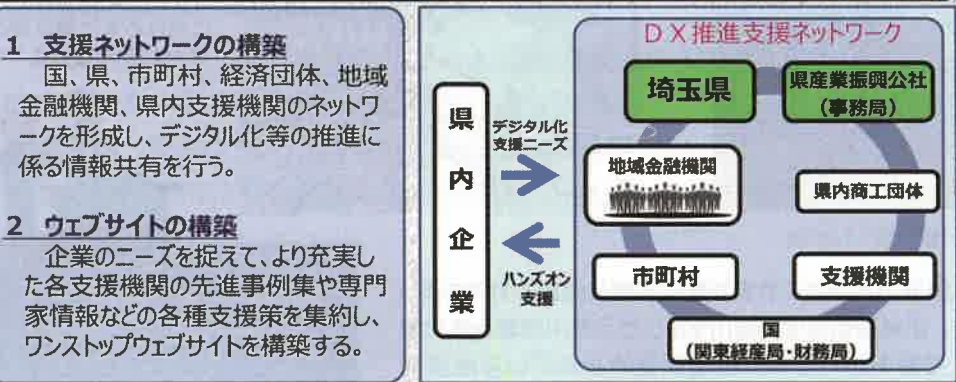 1 支援ネットワークの構築
国、県、市町村、経済団体、地域
金融機関、県内支援機関のネットワ
ークを形成し、デジタル化等の推進に
係る情報共有を行う。
2 ウェブサイトの構築
企業のニーズを捉えて、より充実し
た各支援機関の先進事例集や専門
家情報などの各種支援策を集約し、
ワンストップウェブサイトを構築する。
県内企業
デジタル化
支援ニーズ
ハンズオン
支援
DX推進支援ネットワーク
埼玉県
県産業振興公社
(事務局)
地域金融機関
県内商工団体
市町村
支援機関
国
(関東経産局・財務局)